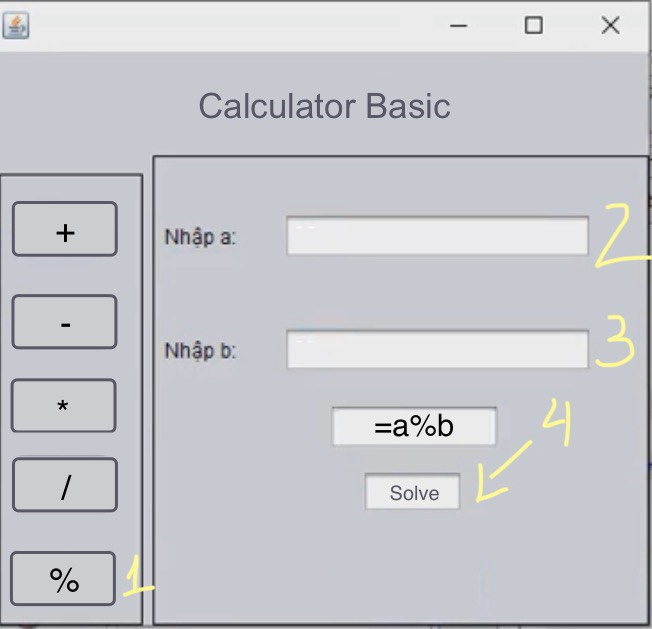 Calculator Basic
+
-
*
/
%
1
Nhập a:
2
Nhập b:
3
=a%b
4
Solve